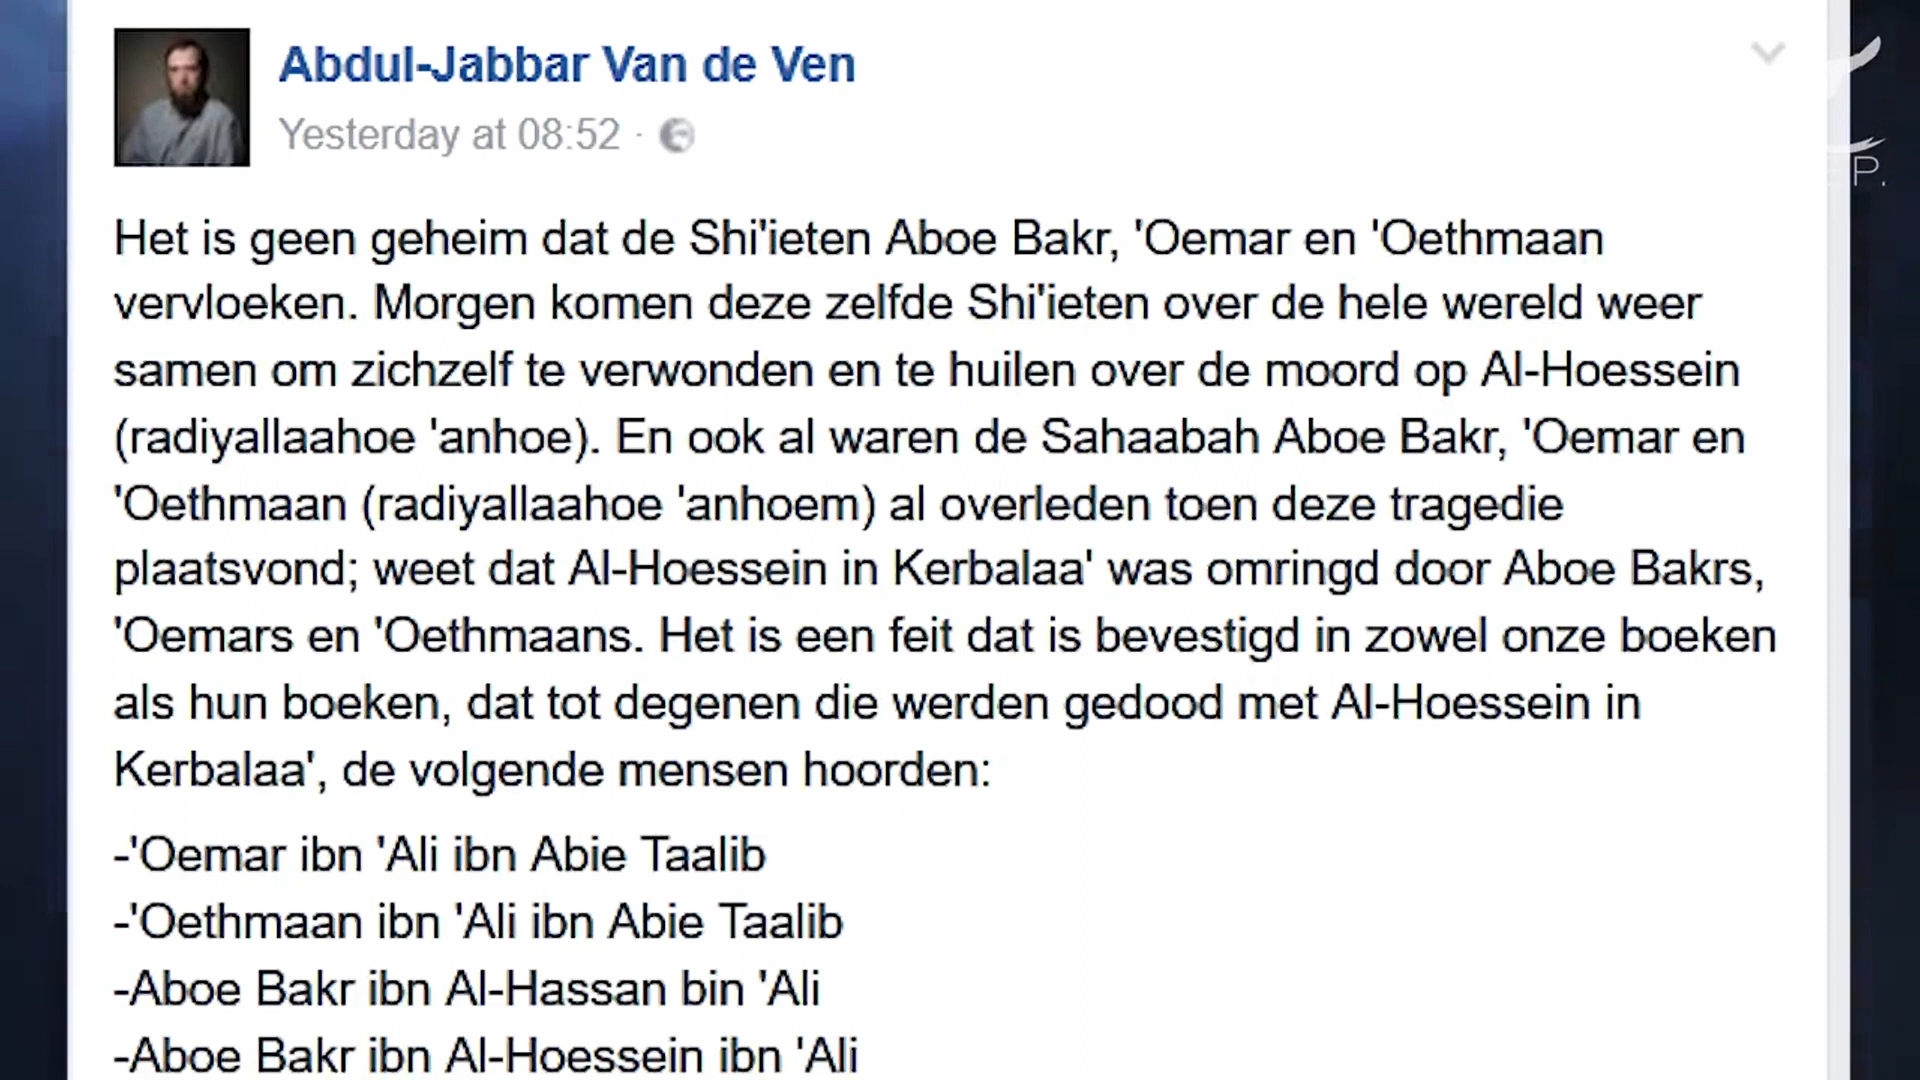 Abdul-Jabbar Van de Ven
Yesterday at 08:52 ·
Het is geen geheim dat de Shi'ieten Aboe Bakr, 'Oemar en 'Oethmaan
vervloeken. Morgen komen deze zelfde Shi'ieten over de hele wereld weer
samen om zichzelf te verwonden en te huilen over de moord op Al-Hoessein
(radiyallaahoe 'anhoe). En ook al waren de Sahaabah Aboe Bakr, 'Oemar en
'Oethmaan (radiyallaahoe 'anhoem) al overleden toen deze tragedie
plaatsvond; weet dat Al-Hoessein in Kerbalaa' was omringd door Aboe Bakrs,
'Oemars en 'Oethmaans. Het is een feit dat is bevestigd in zowel onze boeken
als hun boeken, dat tot degenen die werden gedood met Al-Hoessein in
Kerbalaa', de volgende mensen hoorden:
-'Oemar ibn 'Ali ibn Abie Taalib
-'Oethmaan ibn 'Ali ibn Abie Taalib
-Aboe Bakr ibn Al-Hassan bin 'Ali
-Aboe Bakr ibn Al-Hoessein ibn 'Ali